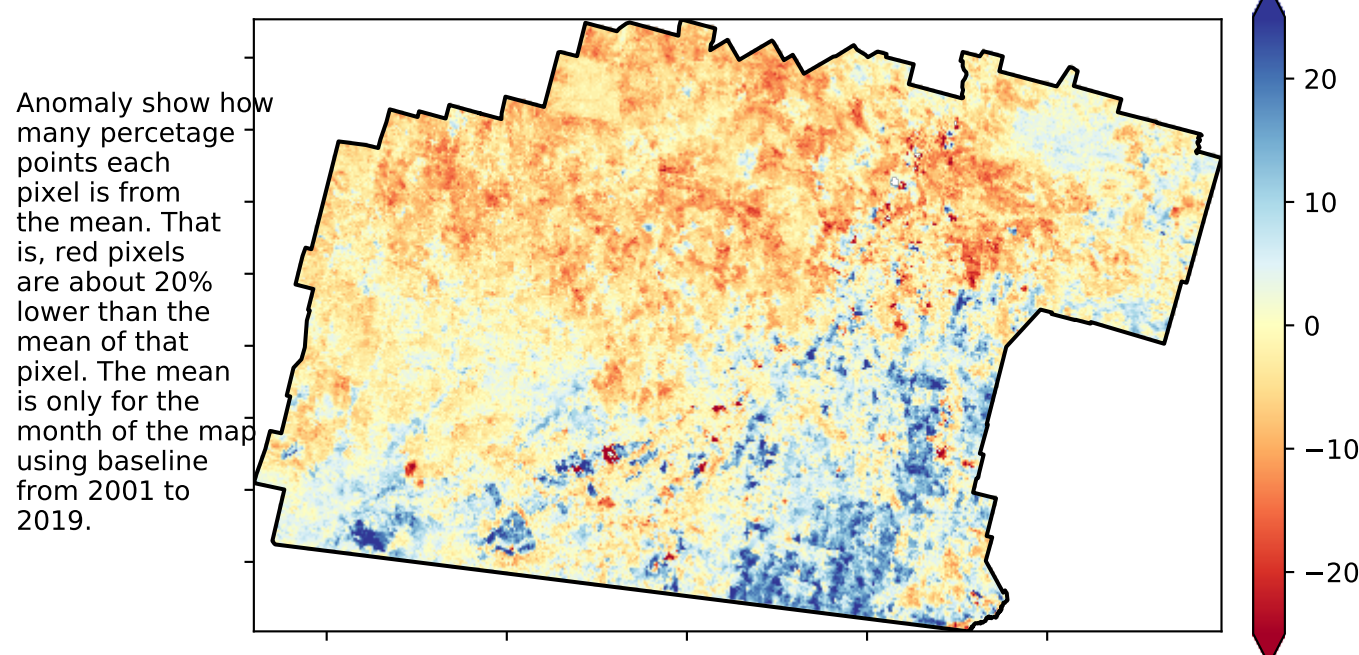 Anomaly show how
many percetage
points each
pixel is from
the mean. That
is, red pixels
are about 20%
lower than the
mean of that
pixel. The mean
is only for the
month of the map
using baseline
from 2001 to
2019.
20
10
0
−10
−20